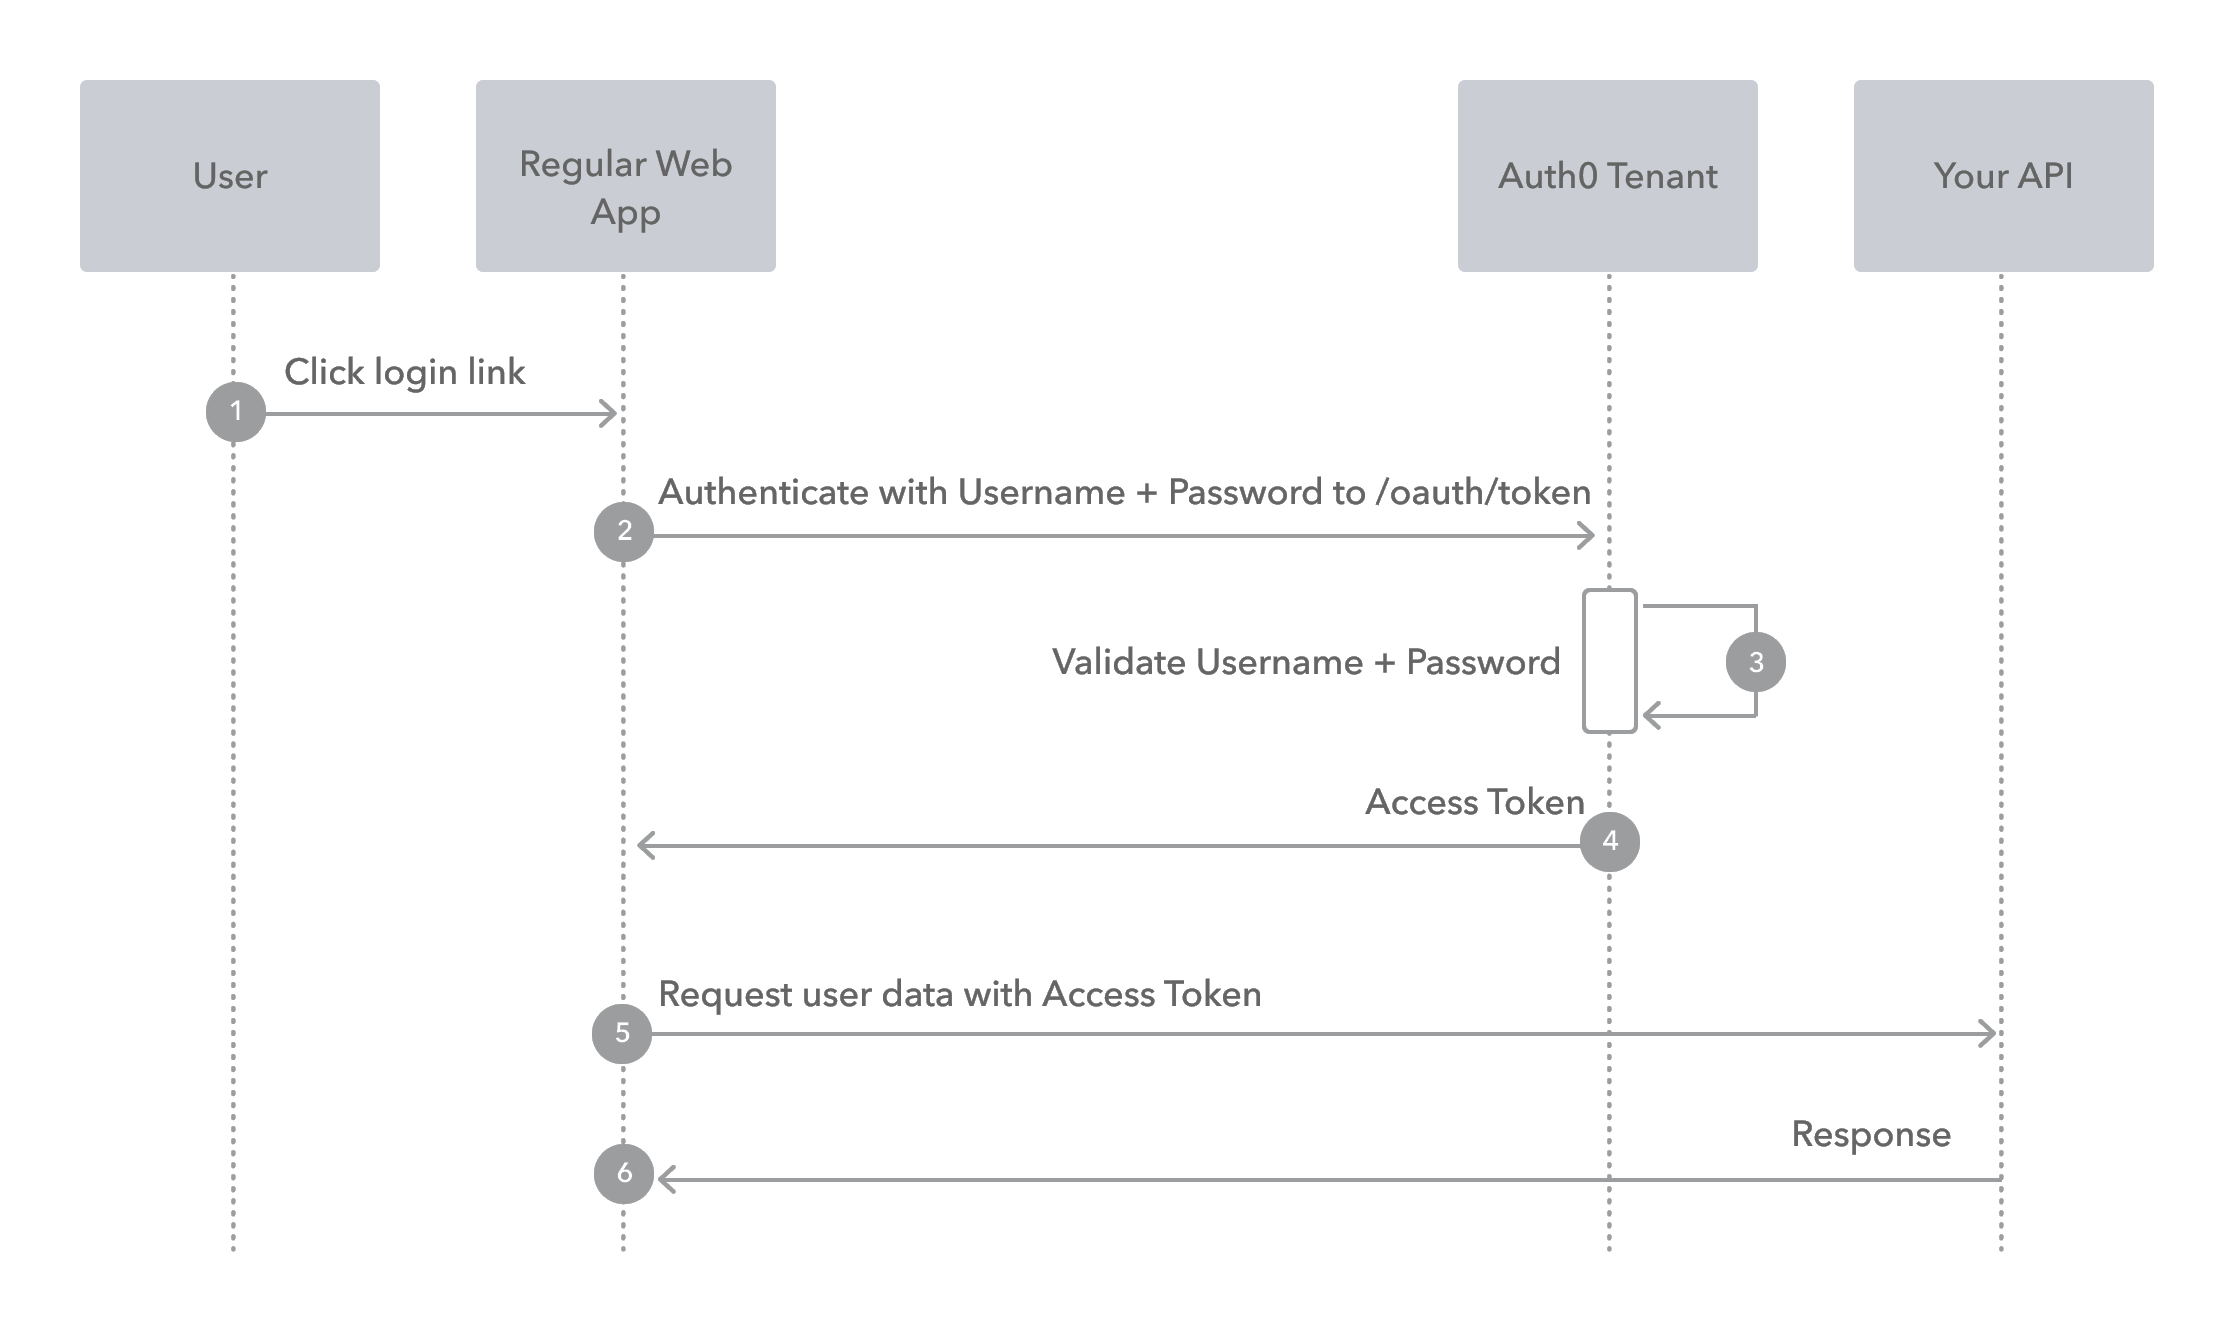 User
Regular Web
App
Auth0 Tenant
Your API
Click login link
1
Authenticate with Username + Password to /oauth/token
2
Validate Username + Password
3
Access Token
4
Request user data with Access Token
5
Response
6